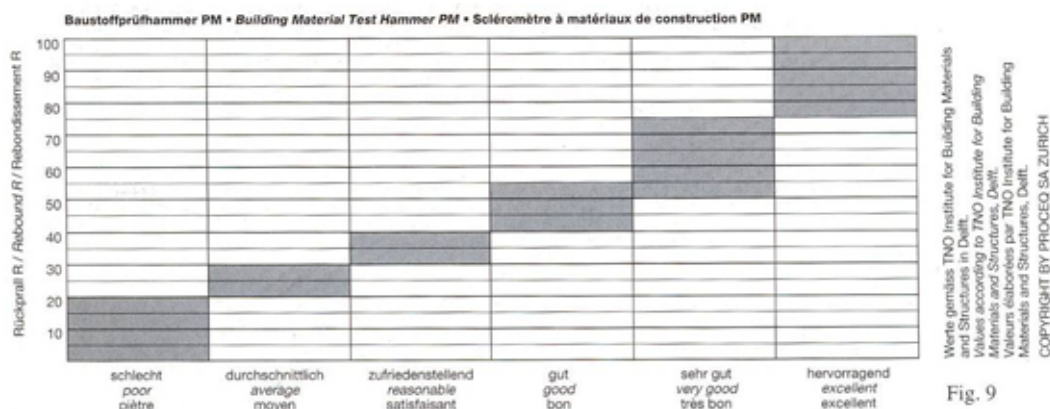 Baustoffprüfhammer PM • Building Material Test Hammer PM • Scléromètre à matériaux de construction PM
Rückprall R / Rebound R / Rebondissement R
100
90
80
70
60
50
40
30
20
10
schlecht
poor
piètre
durchschnittlich
average
moyen
zufriedenstellend
reasonable
satisfaisant
gut
good
bon
sehr gut
very good
très bon
hervorragend
excellent
excellent
Werte gemäss TNO Institute for Building Materials
and Structures in Delft.
Values according to TNO Institute for Building
Materials and Structures, Delft.
Valeurs élaborées par TNO Institute for Building
Materials and Structures, Delft.
COPYRIGHT BY PROCEQ SA ZURICH
Fig. 9